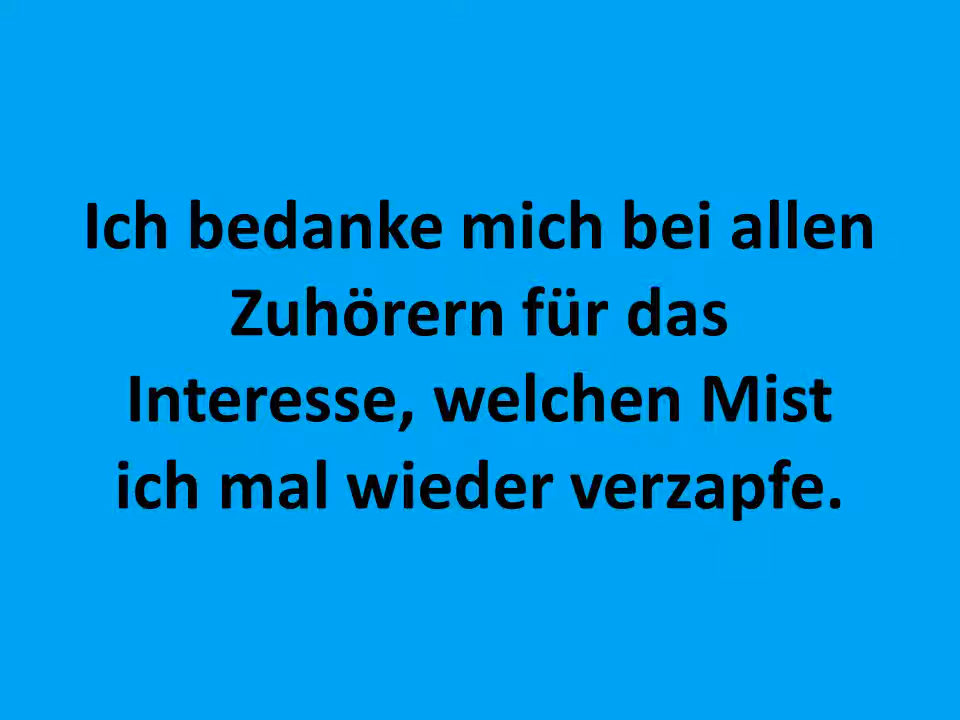 Ich bedanke mich bei allen
Zuhörern für das
Interesse, welchen Mist
ich mal wieder verzapfe.